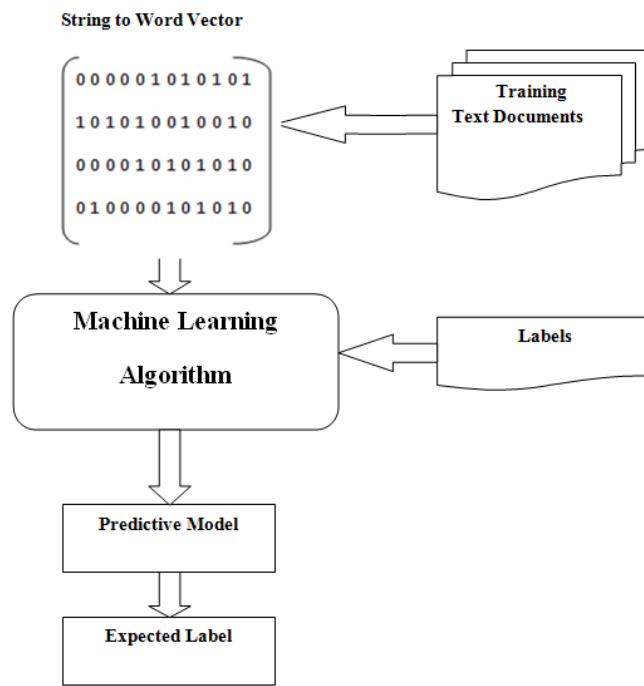 String to Word Vector
0 0 0 0 0 1 0 1 0 1 0 1
1 0 1 0 1 0 0 1 0 0 1 0
0 0 0 0 1 0 1 0 1 0 1 0
0 1 0 0 0 0 1 0 1 0 1 0
Training
Text Documents
Machine Learning
Algorithm
Labels
Predictive Model
Expected Label